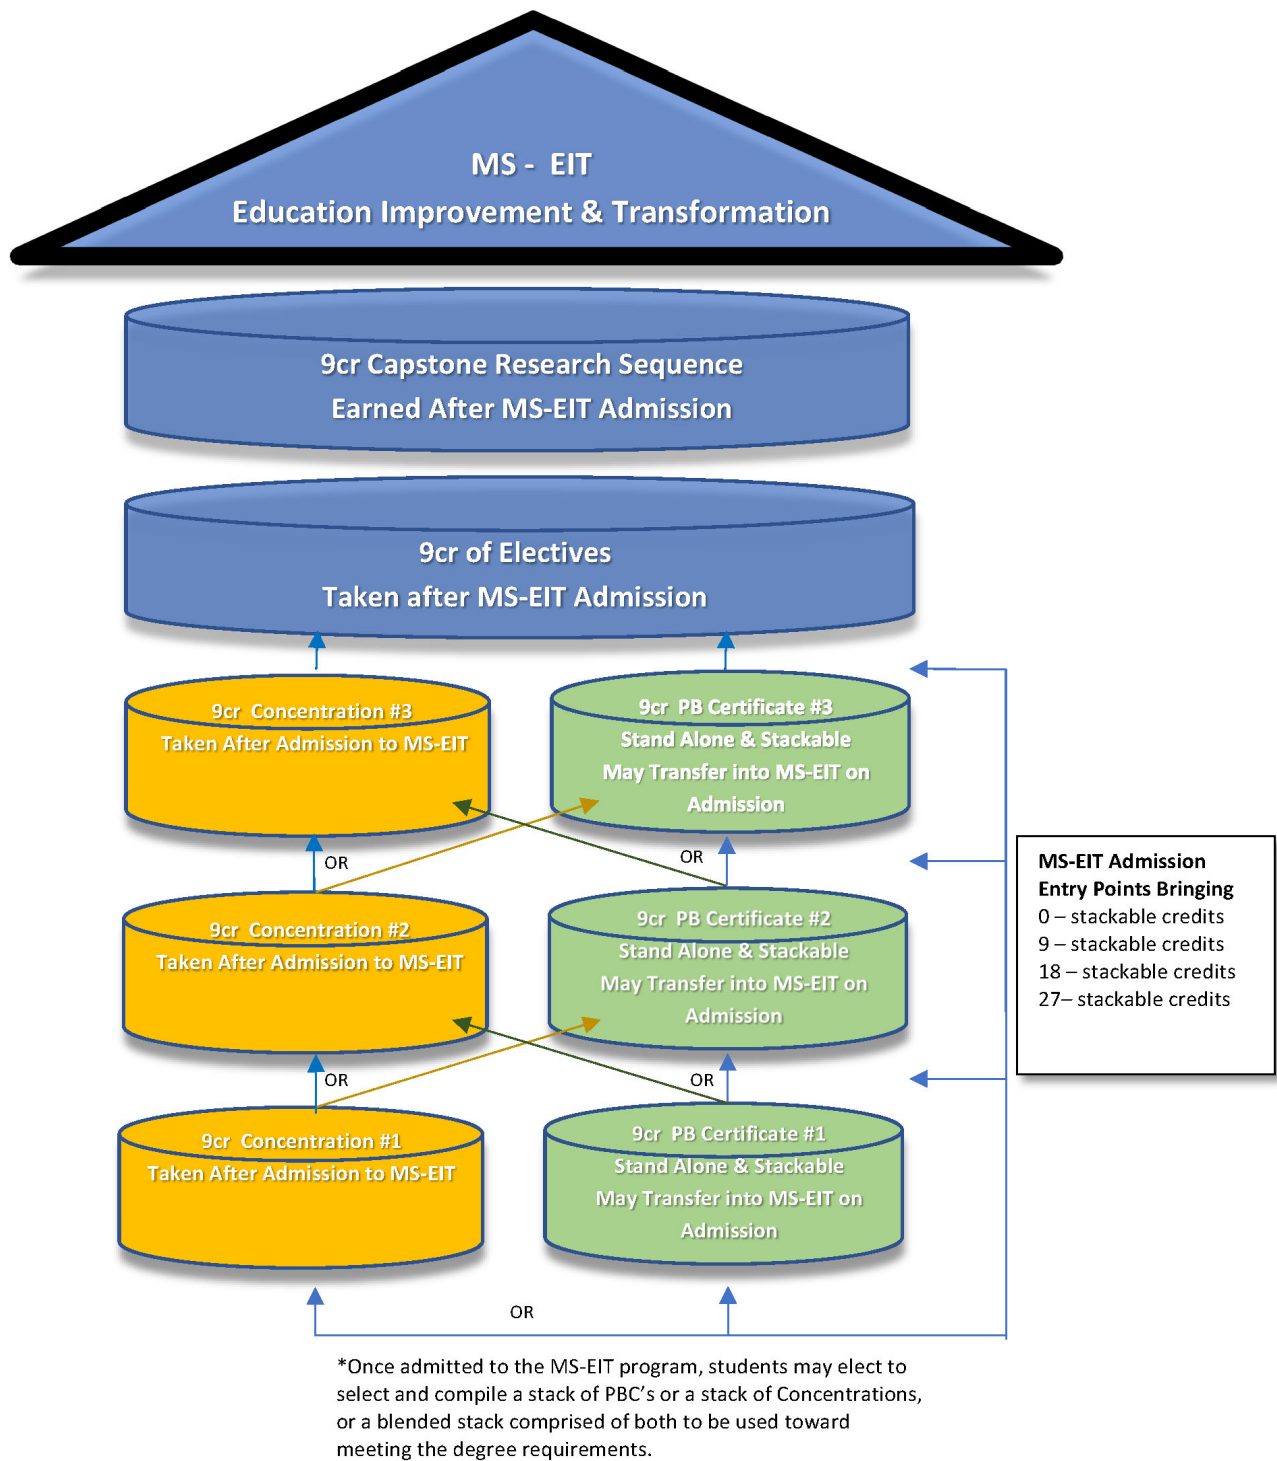 MS - EIT
Education Improvement & Transformation
9cr Capstone Research Sequence
Earned After MS-EIT Admission
9cr of Electives
Taken after MS-EIT Admission
9cr Concentration #3
Taken After Admission to MS-EIT
9cr PB Certificate #3
Stand Alone & Stackable
May Transfer into MS-EIT on
Admission
OR
OR
MS-EIT Admission
Entry Points Bringing
0 – stackable credits
9 – stackable credits
18 – stackable credits
27– stackable credits
9cr Concentration #2
Taken After Admission to MS-EIT
9cr PB Certificate #2
Stand Alone & Stackable
May Transfer into MS-EIT on
Admission
OR
OR
9cr Concentration #1
Taken After Admission to MS-EIT
9cr PB Certificate #1
Stand Alone & Stackable
May Transfer into MS-EIT on
Admission
OR
*Once admitted to the MS-EIT program, students may elect to
select and compile a stack of PBC’s or a stack of Concentrations,
or a blended stack comprised of both to be used toward
meeting the degree requirements.